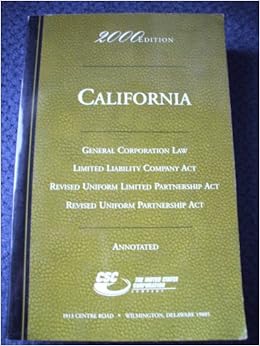 2000 EDITION
CALIFORNIA
GENERAL CORPORATION LAW
LIMITED LIABILITY COMPANY ACT
REVISED UNIFORM LIMITED PARTNERSHIP ACT
REVISED UNIFORM PARTNERSHIP ACT
ANNOTATED
CSC THE UNITED STATES
CORPORATION
COMPANY
1013 CENTRE ROAD • WILMINGTON, DELAWARE 19805